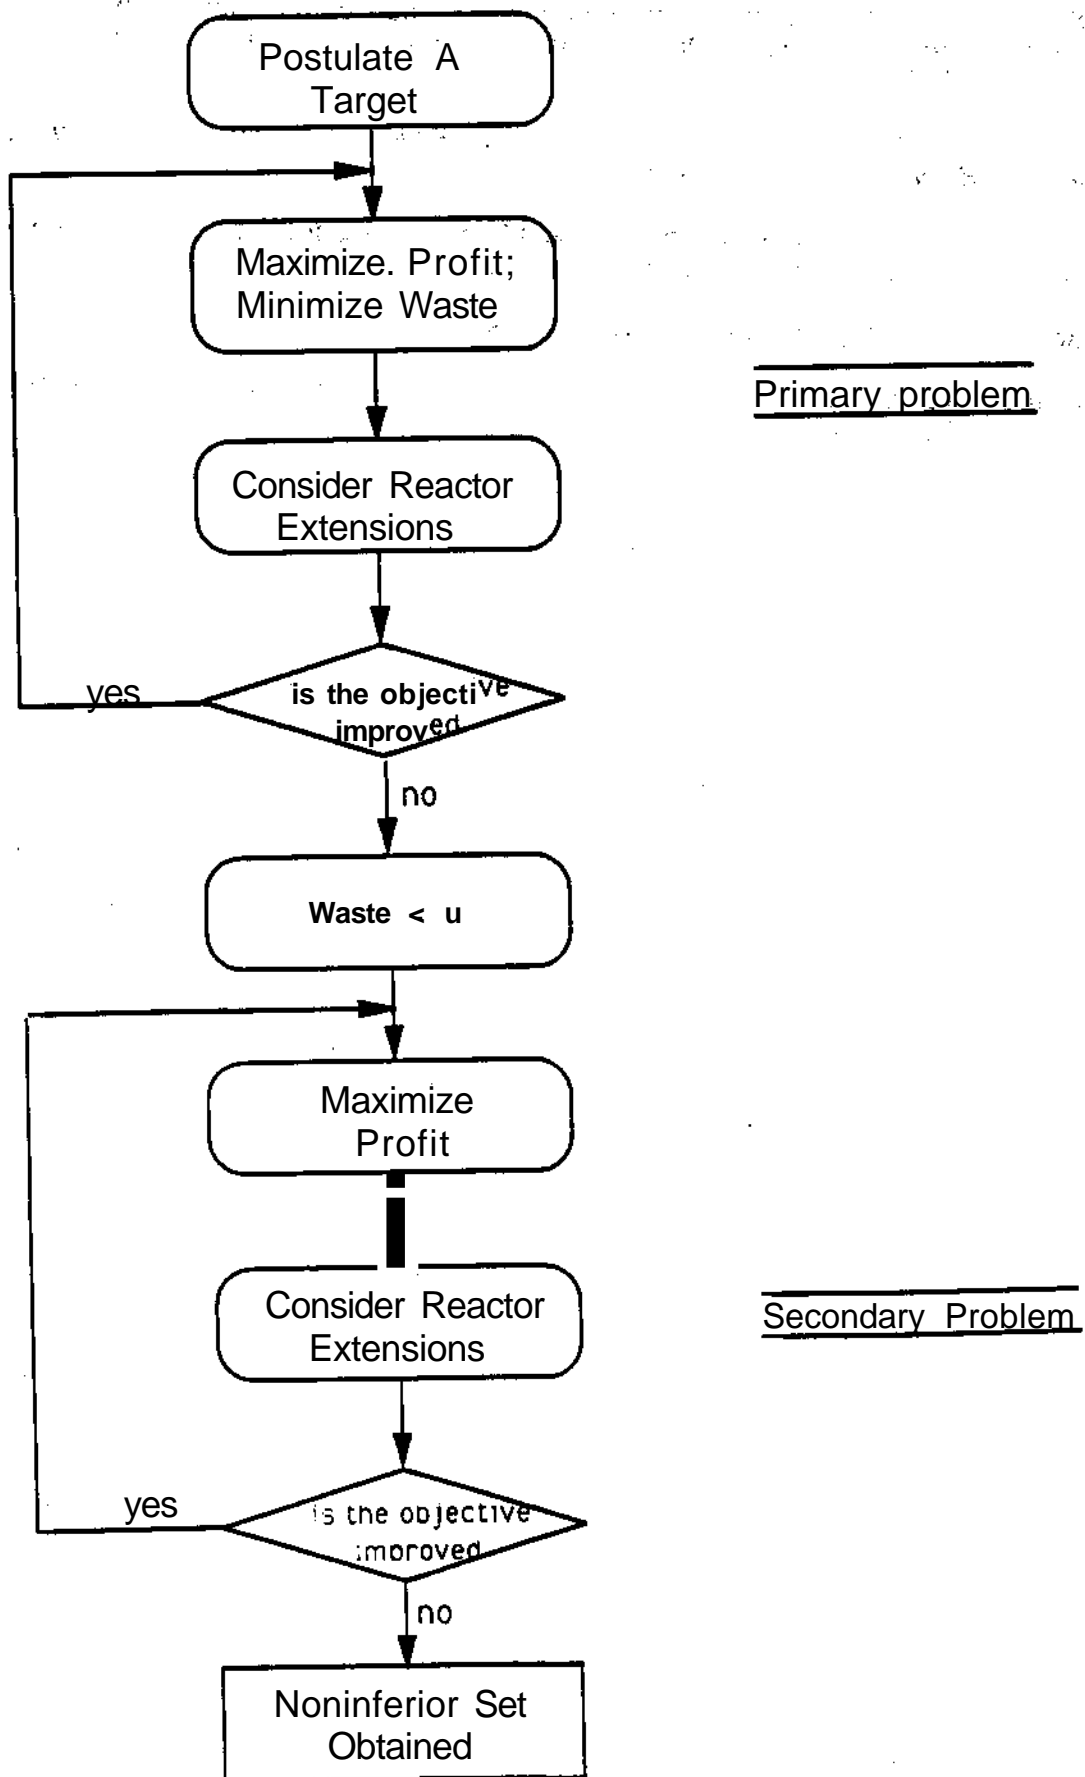 Postulate A
Target
Maximize. Profit;
Minimize Waste
Primary problem
Consider Reactor
Extensions
yes
is the objective
improved
no
Waste < u
Maximize
Profit
Consider Reactor
Extensions
Secondary Problem
yes
is the objective
improved
no
Noninferior Set
Obtained